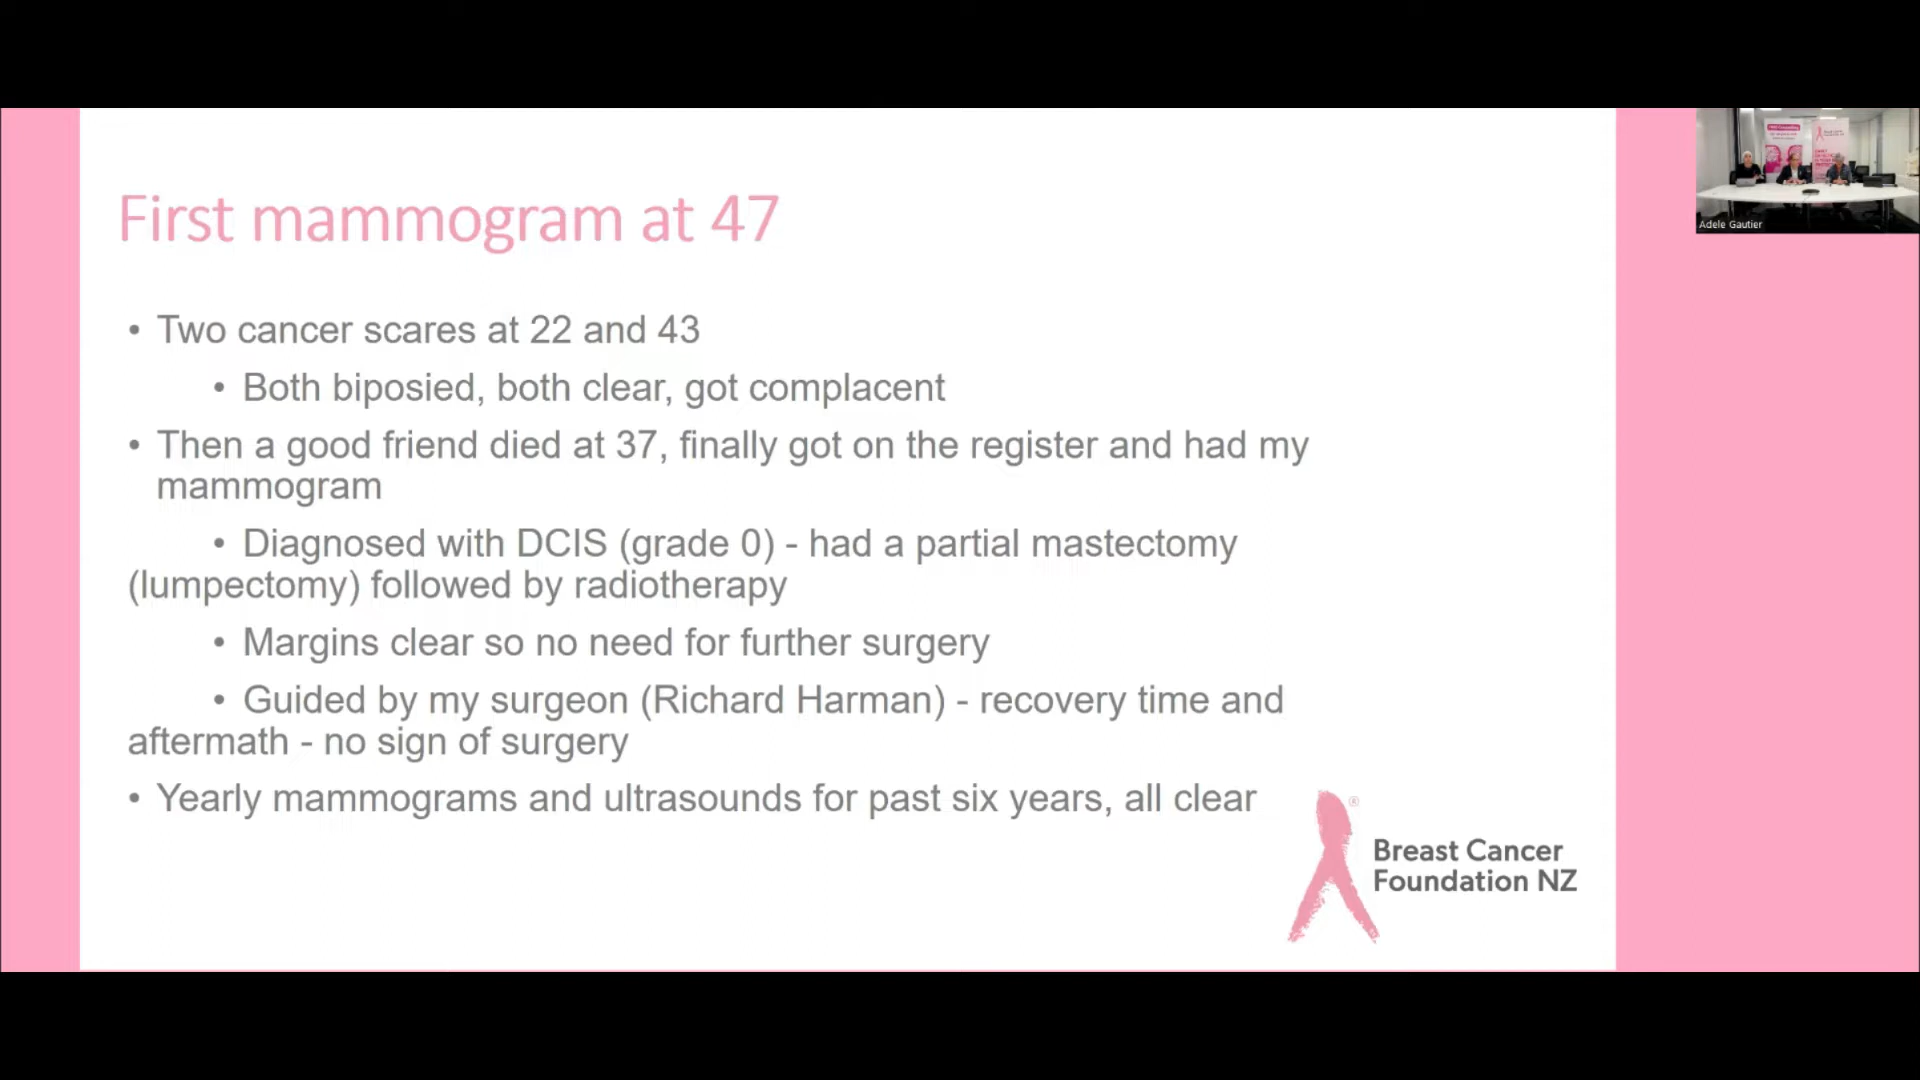 First mammogram at 47
• Two cancer scares at 22 and 43
• Both biposied, both clear, got complacent
• Then a good friend died at 37, finally got on the register and had my
mammogram
• Diagnosed with DCIS (grade 0) - had a partial mastectomy
(lumpectomy) followed by radiotherapy
• Margins clear so no need for further surgery
• Guided by my surgeon (Richard Harman) - recovery time and
aftermath - no sign of surgery
• Yearly mammograms and ultrasounds for past six years, all clear
®
Breast Cancer
Foundation NZ
Adele Gautier